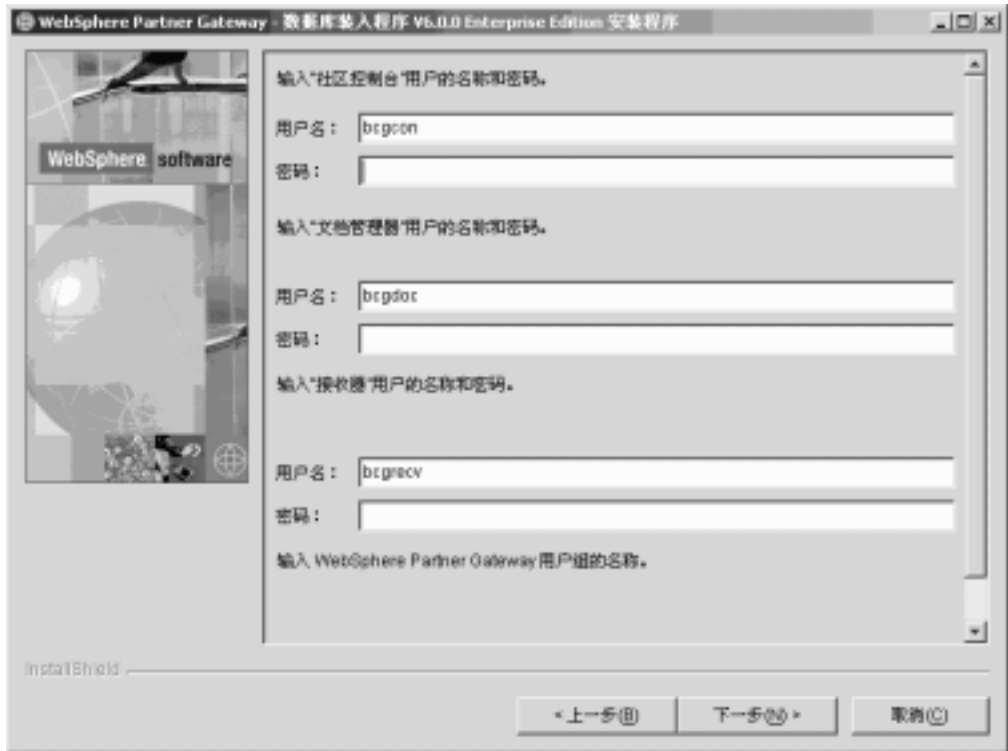 WebSphere Partner Gateway - 数据库装入程序 V6.0.0 Enterprise Edition 安装程序
WebSphere software
输入"社区控制台"用户的名称和密码。
用户名： bcgcon
密码：
输入"文档管理器"用户的名称和密码。
用户名： bcgdoc
密码：
输入"接收器"用户的名称和密码。
用户名： bcgrecv
密码：
输入 WebSphere Partner Gateway 用户组的名称。
InstallShield
< 上一步(B)
下一步(N) >
取消(C)